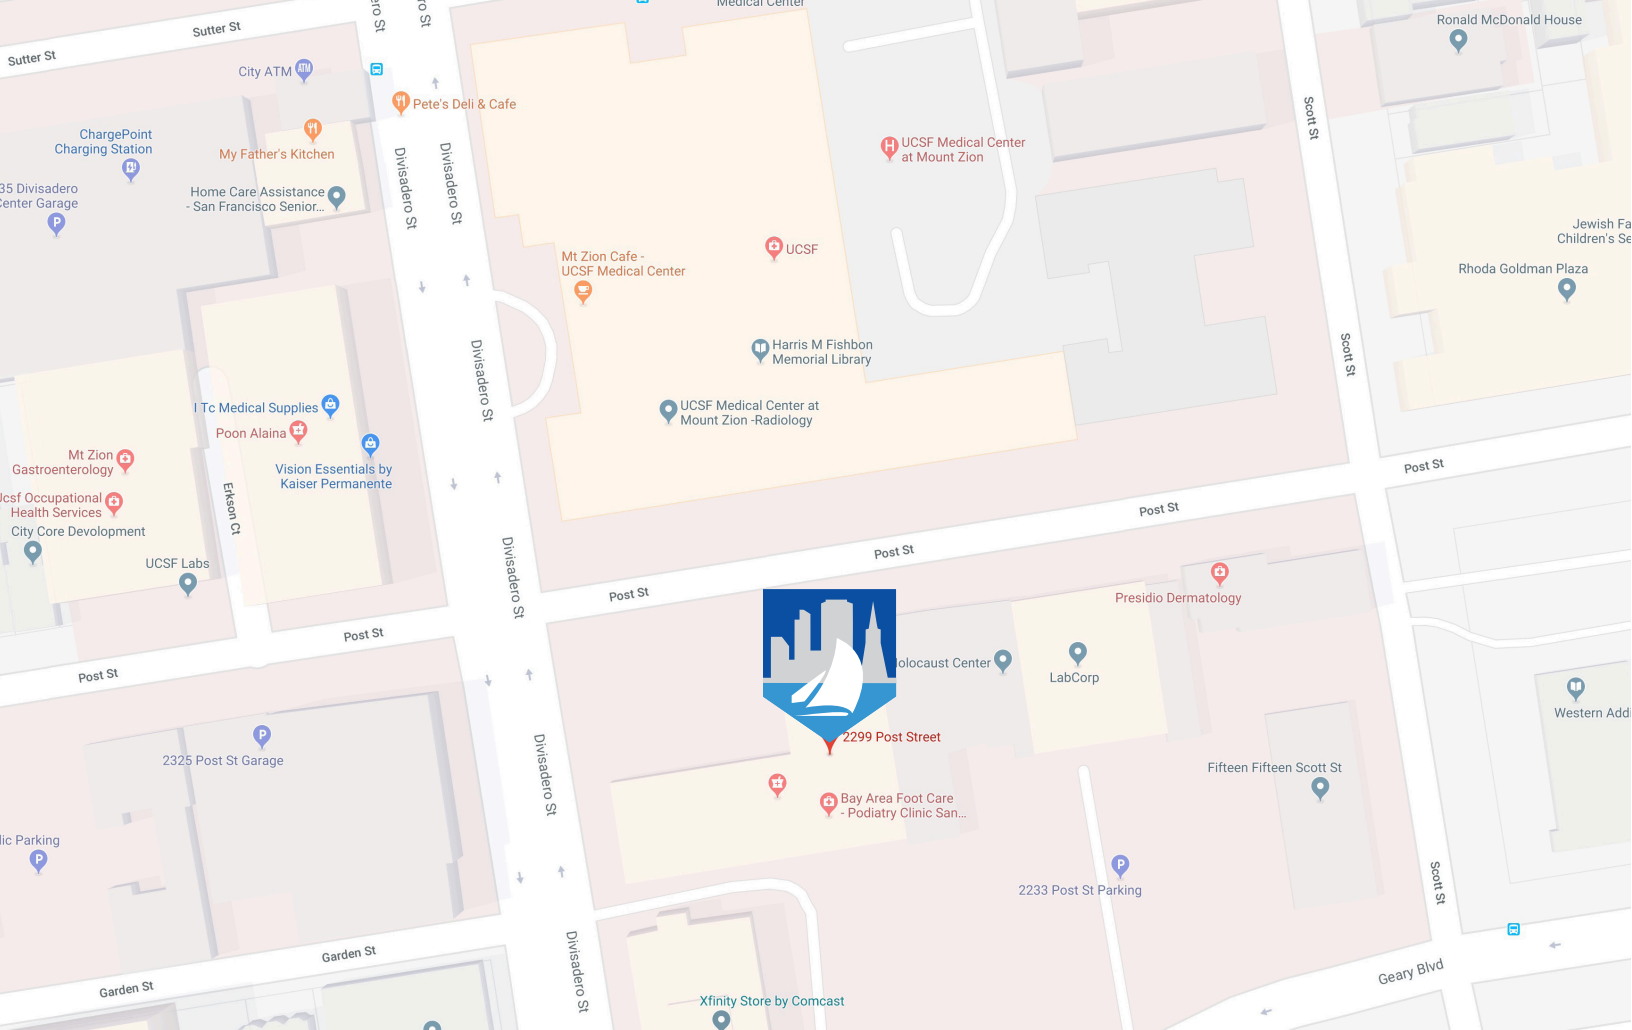 Medical Center
Ronald McDonald House
Sutter St
Sutter St
Divisadero St
City ATM
ATM
Pete's Deli & Cafe
Scott St
ChargePoint
Charging Station
My Father's Kitchen
UCSF Medical Center
at Mount Zion
H
35 Divisadero
Center Garage
P
Home Care Assistance
- San Francisco Senior...
Divisadero St
Divisadero St
Jewish Fa
Children's Se
UCSF
Mt Zion Cafe -
UCSF Medical Center
Rhoda Goldman Plaza
Harris M Fishbon
Memorial Library
Scott St
Divisadero St
I Tc Medical Supplies
UCSF Medical Center at
Mount Zion -Radiology
Poon Alaina
Mt Zion
Gastroenterology
Vision Essentials by
Kaiser Permanente
Post St
Ucsf Occupational
Health Services
Erkson Ct
Post St
City Core Devolopment
UCSF Labs
Divisadero St
Post St
Post St
Presidio Dermatology
Post St
Post St
Holocaust Center
LabCorp
Western Addi
2299 Post Street
P
2325 Post St Garage
Divisadero St
Fifteen Fifteen Scott St
Bay Area Foot Care
- Podiatry Clinic San...
lic Parking
P
P
2233 Post St Parking
Scott St
Garden St
Garden St
Divisadero St
Geary Blvd
Xfinity Store by Comcast